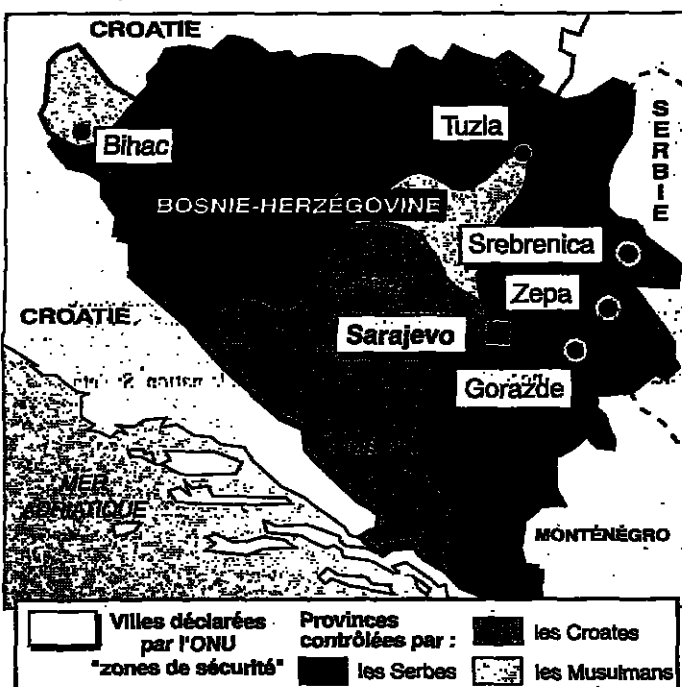 CROATIE
SERBIE
Bihac
Tuzla
BOSNIE-HERZÉGOVINE
Srebrenica
Zepa
CROATIE
Sarajevo
Gorazde
MER
ADRIATIQUE
MONTÉNÉGRO
Villes déclarées
par l'ONU
"zones de sécurité"
Provinces
contrôlées par :
les Croates
les Serbes
les Musulmans